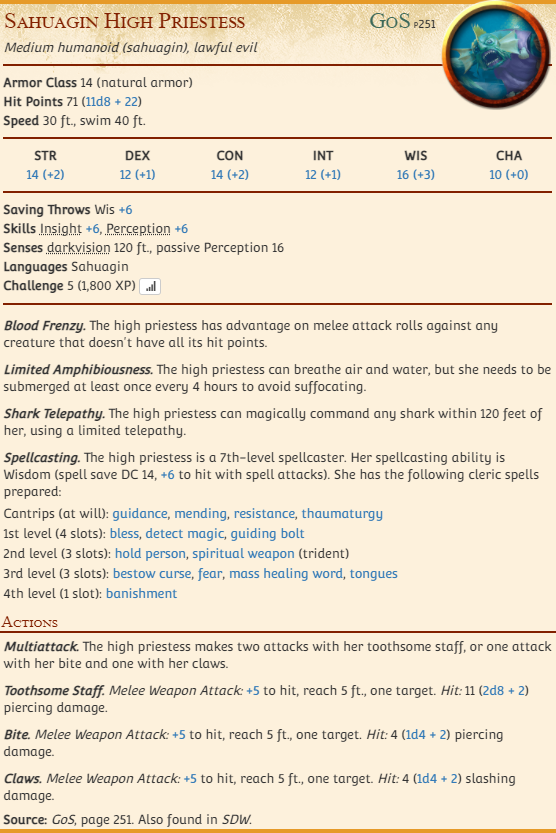 Sahuagin High Priestess GoS P251
Medium humanoid (sahuagin), lawful evil
Armor Class 14 (natural armor)
Hit Points 71 (11d8 + 22)
Speed 30 ft., swim 40 ft.
STR DEX CON INT WIS CHA
14 (+2) 12 (+1) 14 (+2) 12 (+1) 16 (+3) 10 (+0)
Saving Throws Wis +6
Skills Insight +6, Perception +6
Senses darkvision 120 ft., passive Perception 16
Languages Sahuagin
Challenge 5 (1,800 XP)
Blood Frenzy. The high priestess has advantage on melee attack rolls against any
creature that doesn't have all its hit points.
Limited Amphibiousness. The high priestess can breathe air and water, but she needs to be
submerged at least once every 4 hours to avoid suffocating.
Shark Telepathy. The high priestess can magically command any shark within 120 feet of
her, using a limited telepathy.
Spellcasting. The high priestess is a 7th-level spellcaster. Her spellcasting ability is
Wisdom (spell save DC 14, +6 to hit with spell attacks). She has the following cleric spells
prepared:
Cantrips (at will): guidance, mending, resistance, thaumaturgy
1st level (4 slots): bless, detect magic, guiding bolt
2nd level (3 slots): hold person, spiritual weapon (trident)
3rd level (3 slots): bestow curse, fear, mass healing word, tongues
4th level (1 slot): banishment
Actions
Multiattack. The high priestess makes two attacks with her toothsome staff, or one attack
with her bite and one with her claws.
Toothsome Staff. Melee Weapon Attack: +5 to hit, reach 5 ft., one target. Hit: 11 (2d8 + 2)
piercing damage.
Bite. Melee Weapon Attack: +5 to hit, reach 5 ft., one target. Hit: 4 (1d4 + 2) piercing
damage.
Claws. Melee Weapon Attack: +5 to hit, reach 5 ft., one target. Hit: 4 (1d4 + 2) slashing
damage.
Source: GoS, page 251. Also found in SDW.